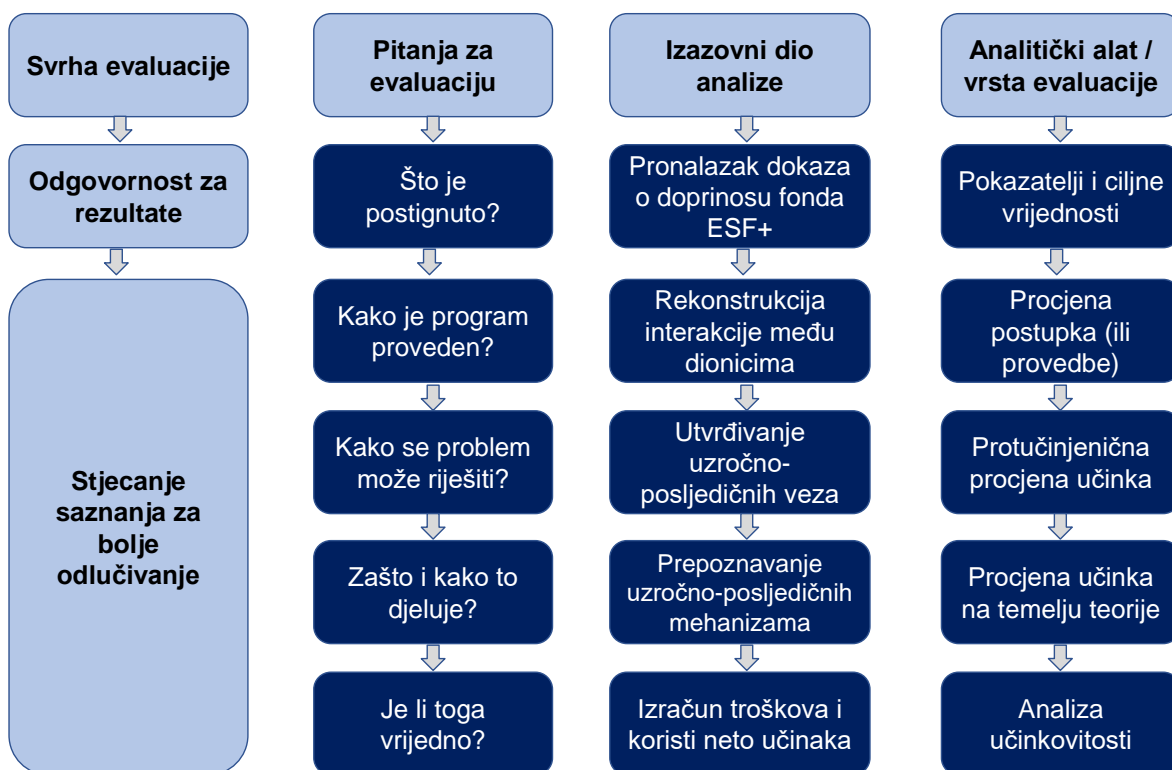 Svrha evaluacije
Pitanja za
evaluaciju
Izazovni dio
analize
Analitički alat /
vrsta evaluacije
Odgovornost za
rezultate
Što je
postignuto?
Pronalazak dokaza
o doprinosu fonda
ESF+
Pokazatelji i ciljne
vrijednosti
Stjecanje
saznanja za
bolje
odlučivanje
Kako je program
proveden?
Rekonstrukcija
interakcije među
dionicima
Procjena
postupka (ili
provedbe)
Kako se problem
može riješiti?
Utvrđivanje
uzročno-
posljedičnih veza
Protučinjenična
procjena učinka
Zašto i kako to
djeluje?
Prepoznavanje
uzročno-posljedičnih
mehanizama
Procjena učinka
na temelju teorije
Je li toga
vrijedno?
Izračun troškova i
koristi neto učinaka
Analiza
učinkovitosti